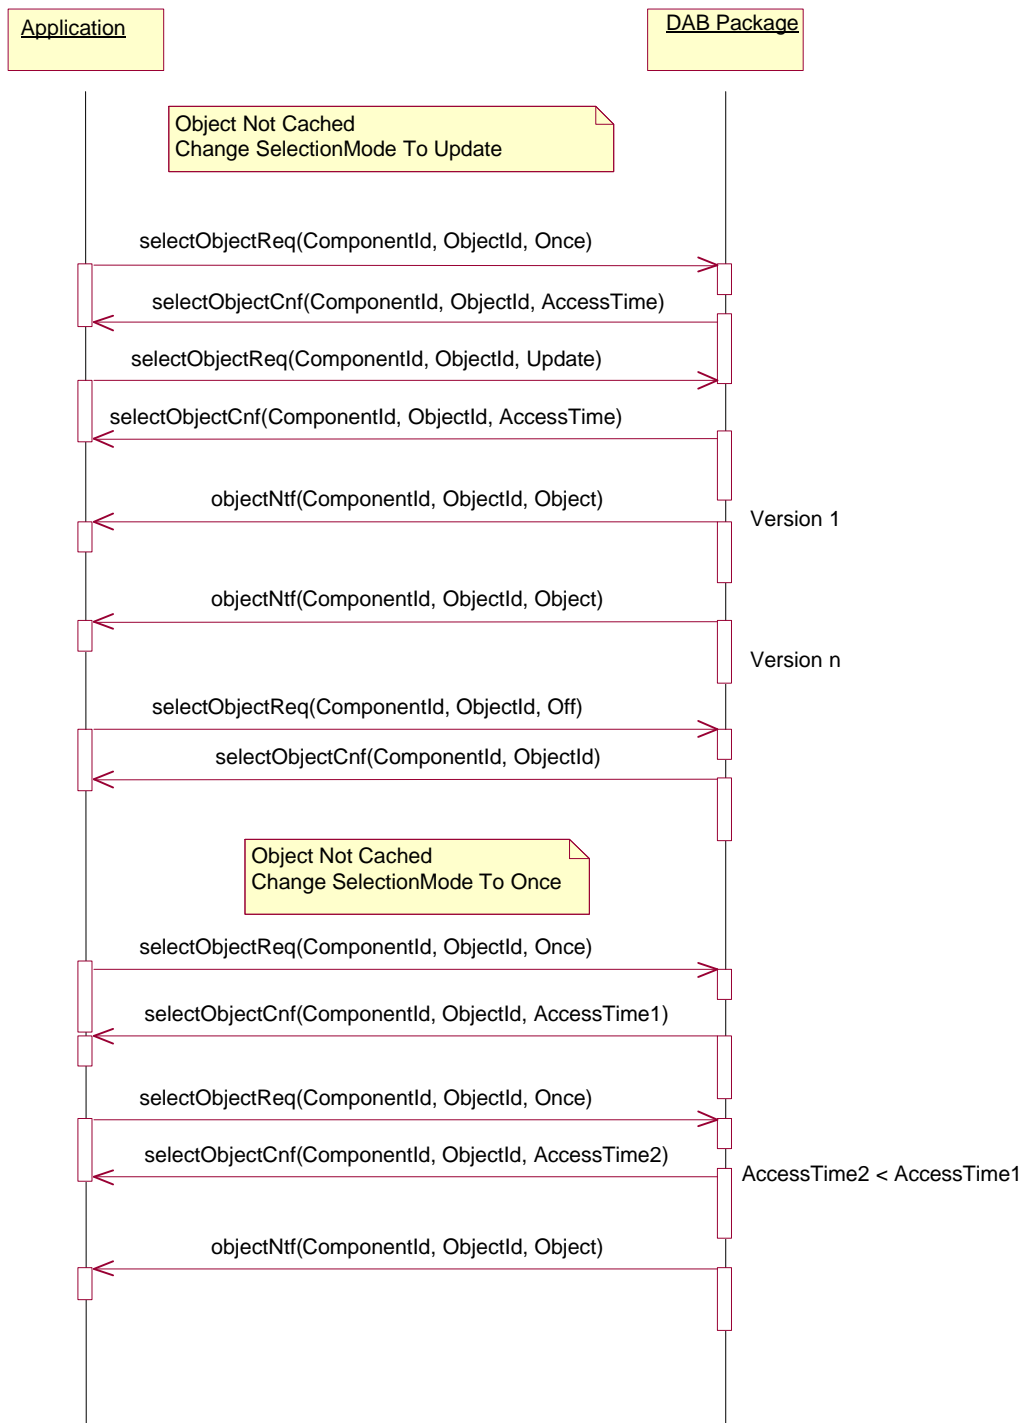 Application
DAB Package
Object Not Cached
Change SelectionMode To Update
selectObjectReq(ComponentId, ObjectId, Once)
selectObjectCnf(ComponentId, ObjectId, AccessTime)
selectObjectReq(ComponentId, ObjectId, Update)
selectObjectCnf(ComponentId, ObjectId, AccessTime)
objectNtf(ComponentId, ObjectId, Object)
Version 1
objectNtf(ComponentId, ObjectId, Object)
Version n
selectObjectReq(ComponentId, ObjectId, Off)
selectObjectCnf(ComponentId, ObjectId)
Object Not Cached
Change SelectionMode To Once
selectObjectReq(ComponentId, ObjectId, Once)
selectObjectCnf(ComponentId, ObjectId, AccessTime1)
selectObjectReq(ComponentId, ObjectId, Once)
selectObjectCnf(ComponentId, ObjectId, AccessTime2)
AccessTime2 < AccessTime1
objectNtf(ComponentId, ObjectId, Object)